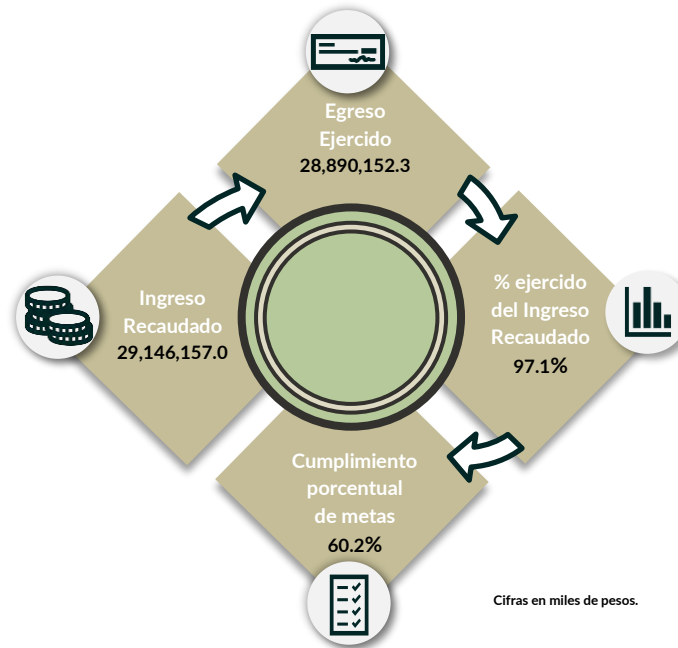 Egreso
Ejercido
28,890,152.3
Ingreso
Recaudado
29,146,157.0
% ejercido
del Ingreso
Recaudado
97.1%
Cumplimiento
porcentual
de metas
60.2%
Cifras en miles de pesos.